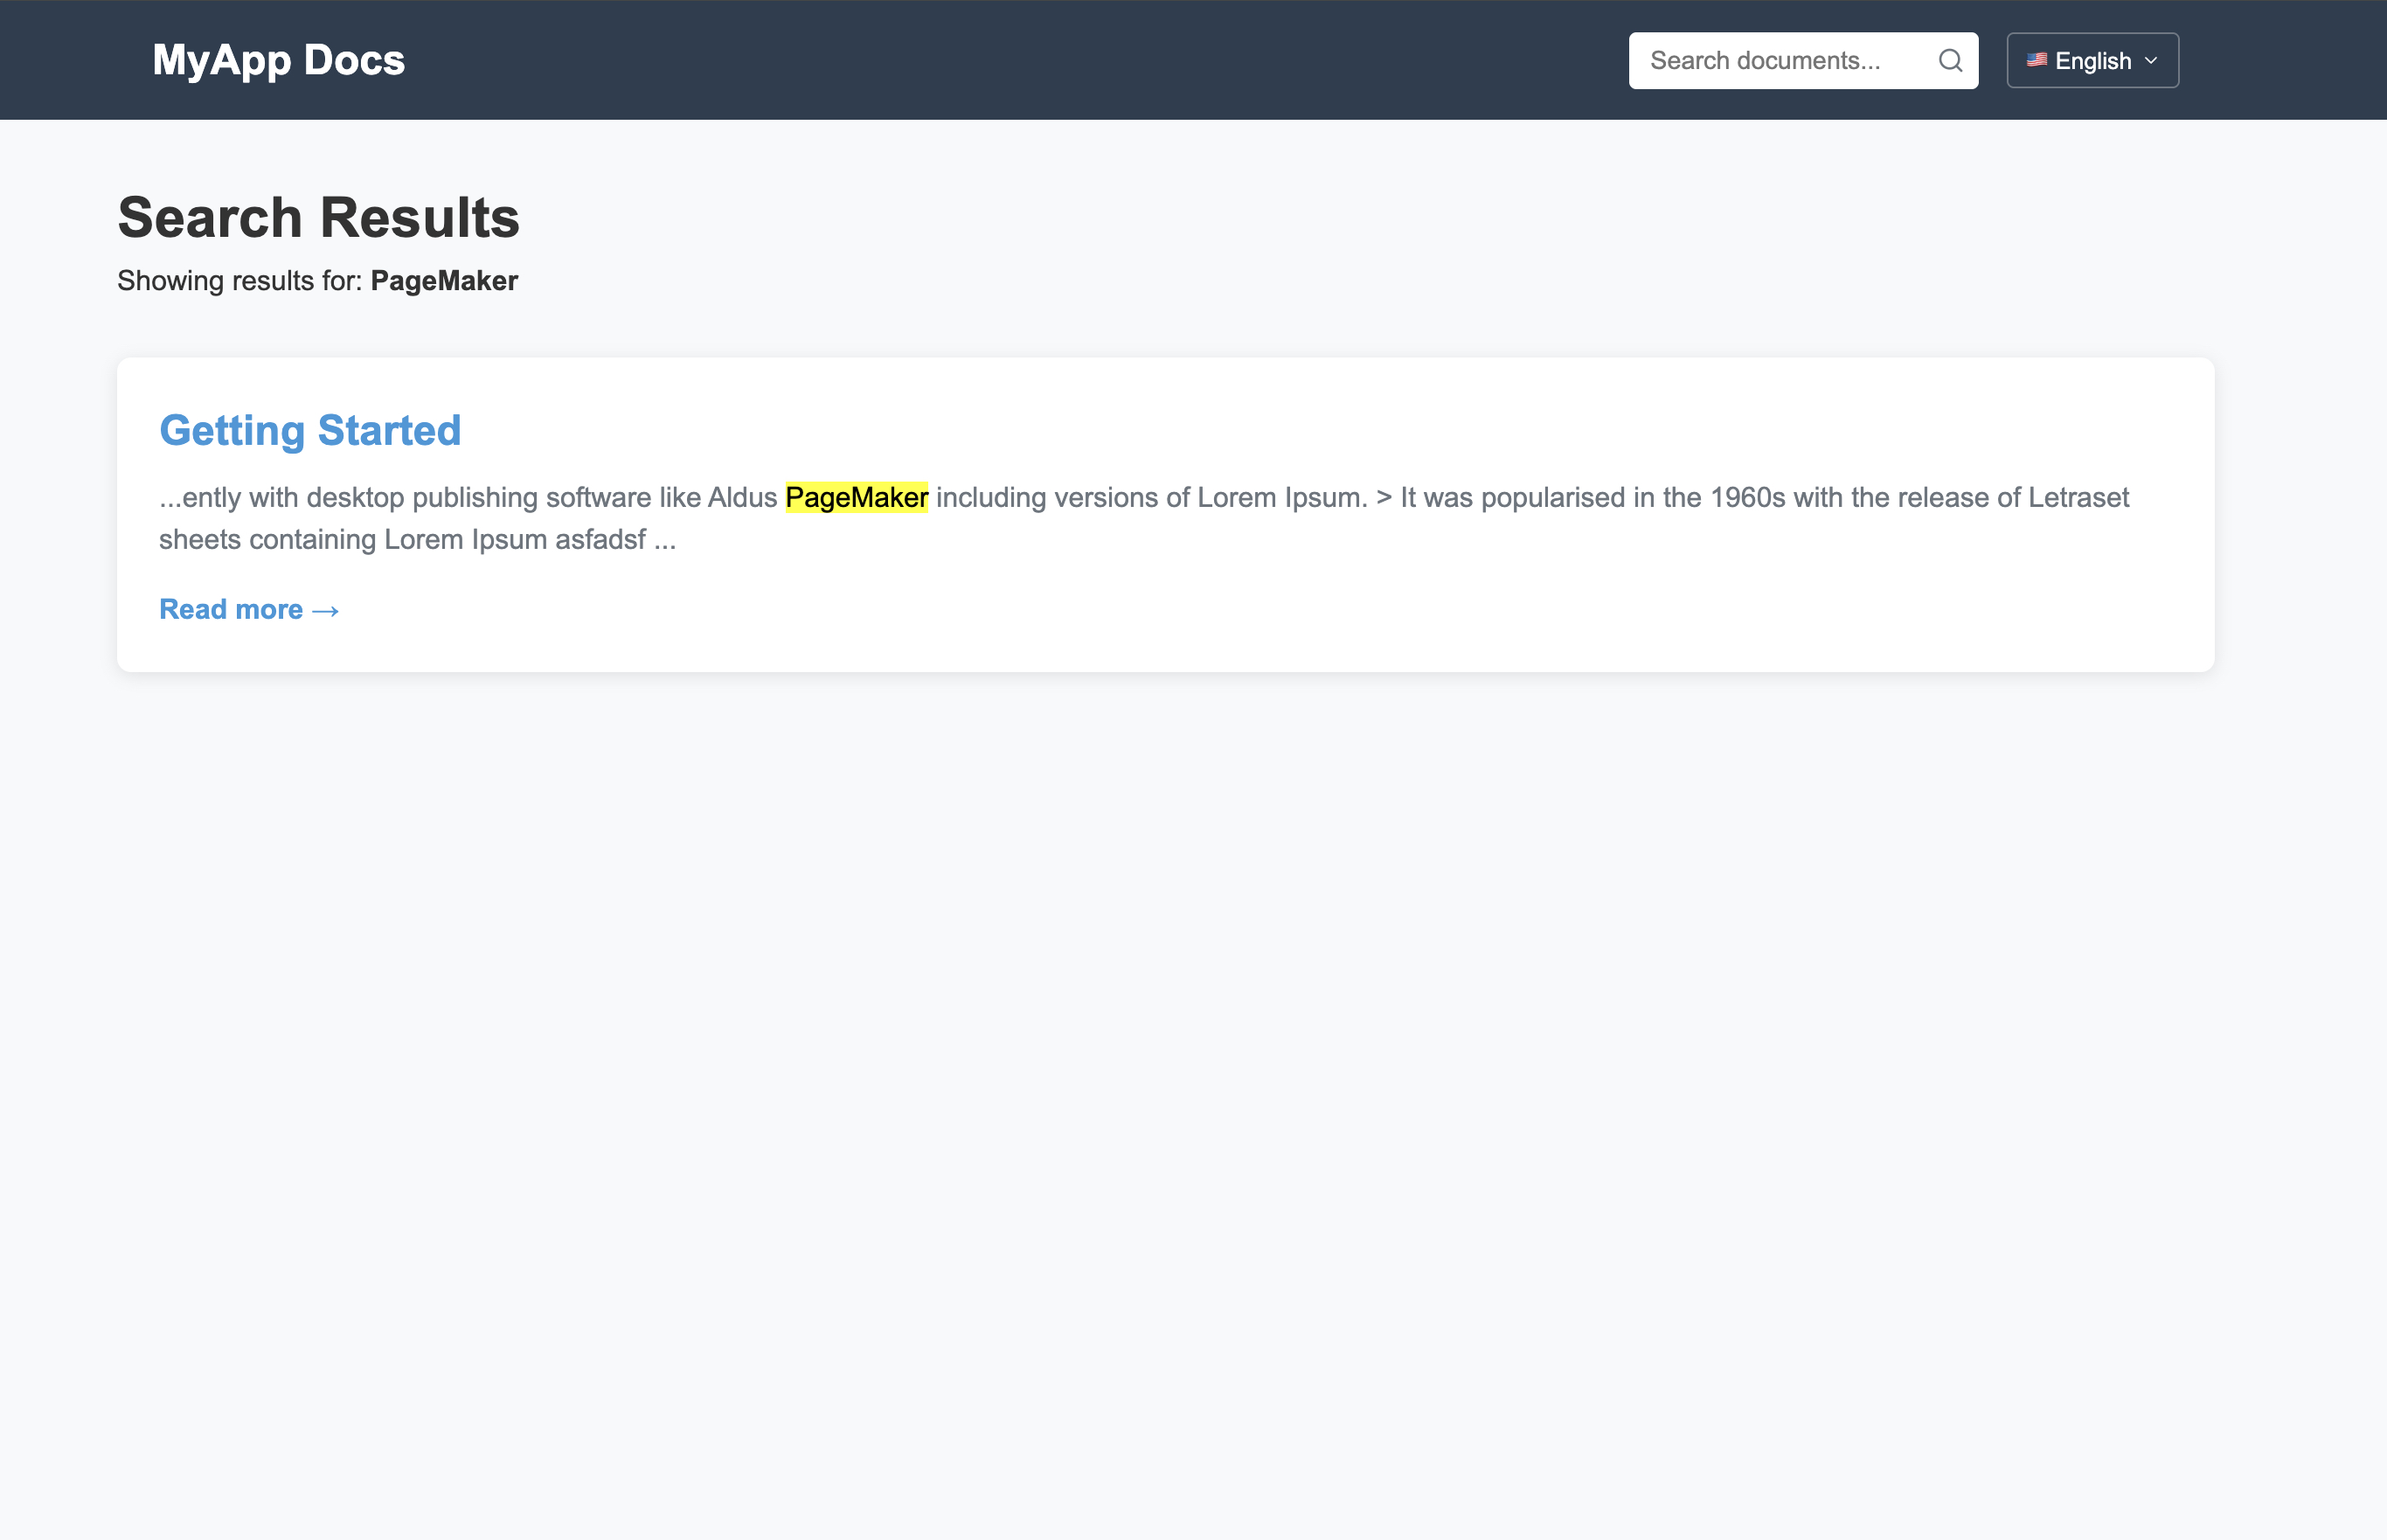 MyApp Docs
Search documents...
English
Search Results
Showing results for: PageMaker
Getting Started
...ently with desktop publishing software like Aldus PageMaker including versions of Lorem Ipsum. > It was popularised in the 1960s with the release of Letraset
sheets containing Lorem Ipsum asfadsf ...
Read more →